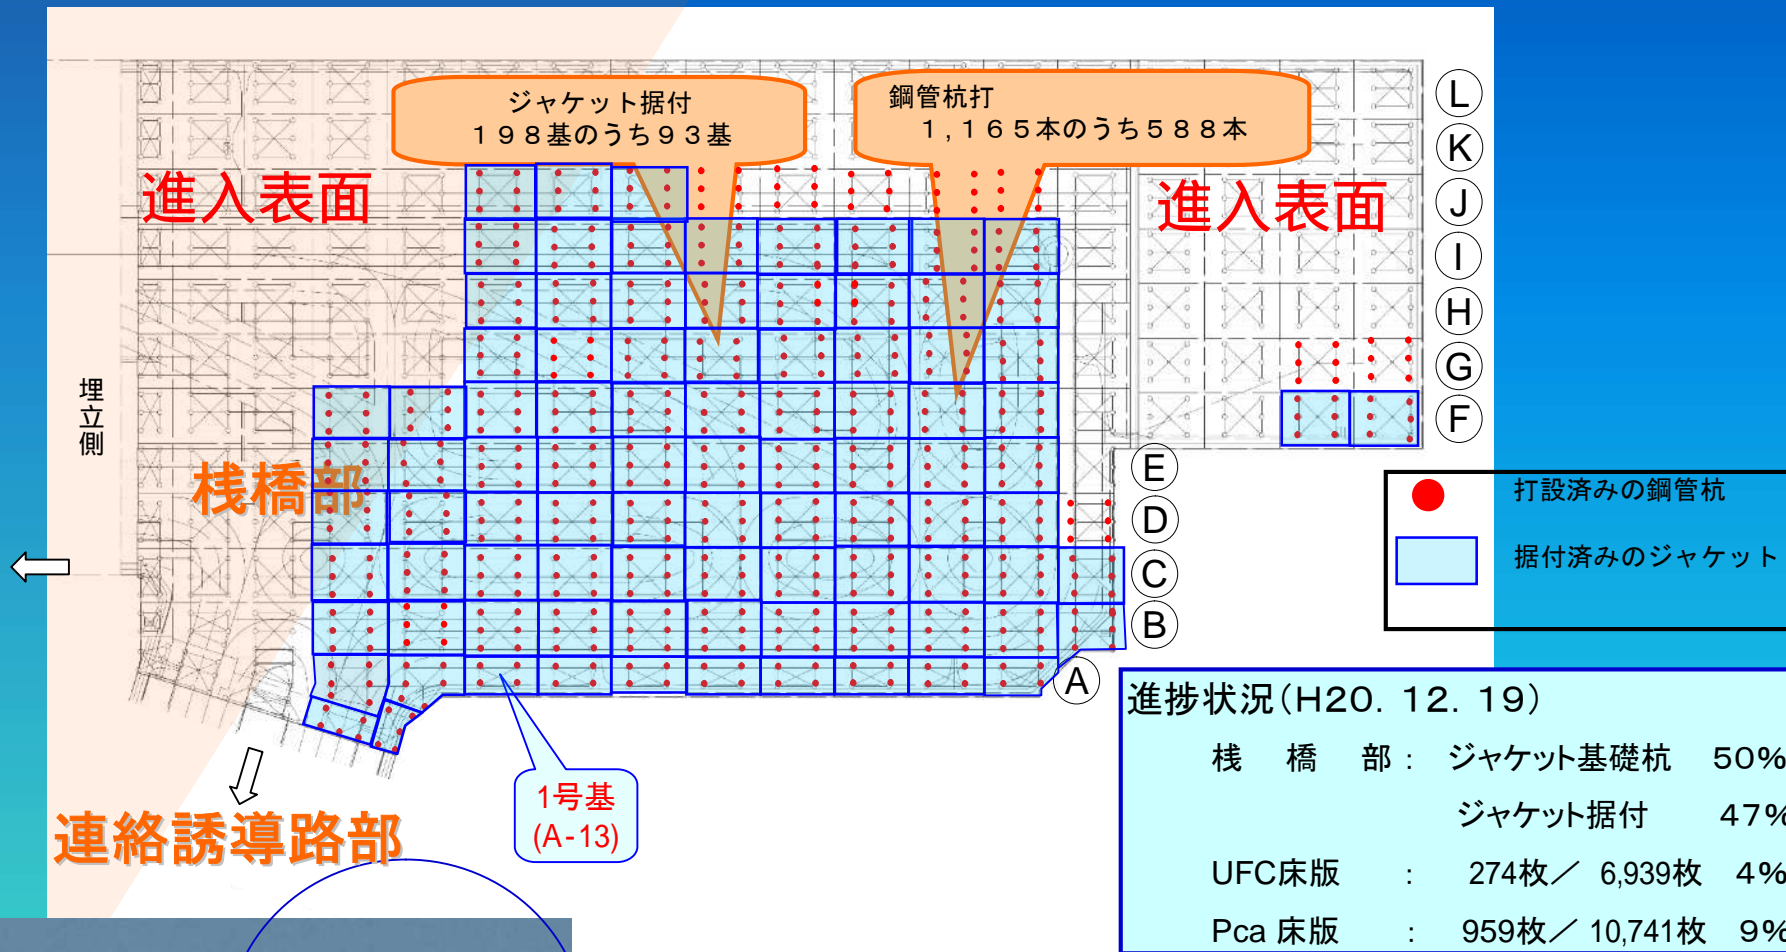 ジャケット据付
１９８基のうち９３基
鋼管杭打
１,１６５本のうち５８８本
進入表面
進入表面
L
K
J
I
H
G
F
E
D
C
B
A
埋立側
桟橋部
打設済みの鋼管杭
据付済みのジャケット
1号基
(A-13)
連絡誘導路部
進捗状況(H20. 12. 19)
桟 橋 部 : ジャケット基礎杭 50%
ジャケット据付 47%
UFC床版 : 274枚／ 6,939枚 4%
Pca 床版 : 959枚／ 10,741枚 9%